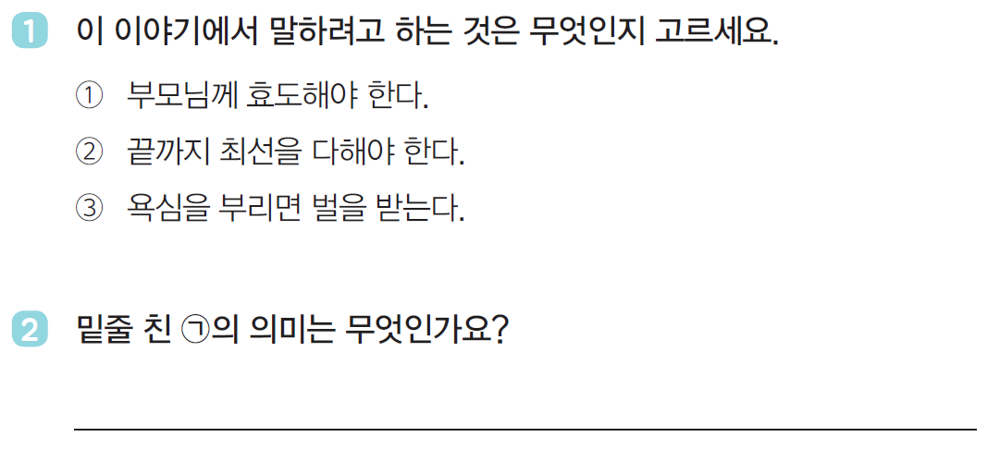 1 이 이야기에서 말하려고 하는 것은 무엇인지 고르세요.
① 부모님께 효도해야 한다.
② 끝까지 최선을 다해야 한다.
③ 욕심을 부리면 벌을 받는다.
2 밑줄 친 ㉠의 의미는 무엇인가요?